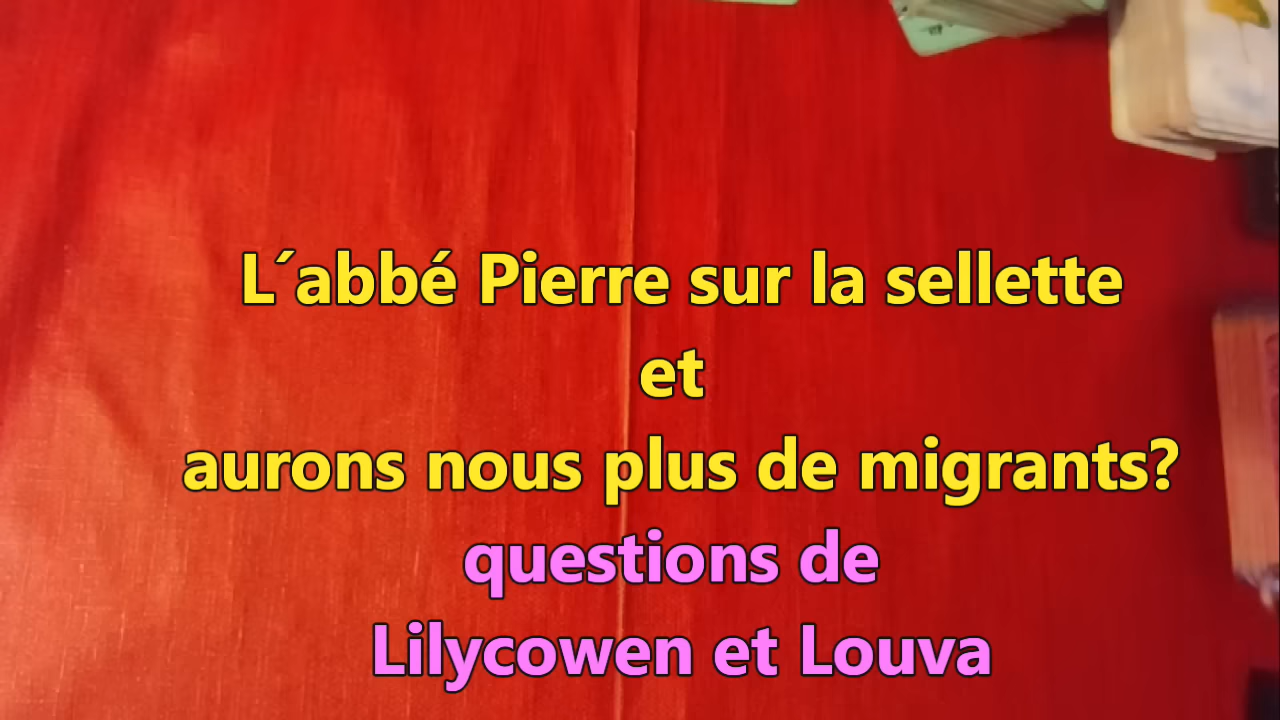 L´abbé Pierre sur la sellette
et
aurons nous plus de migrants?
questions de
Lilycowen et Louva